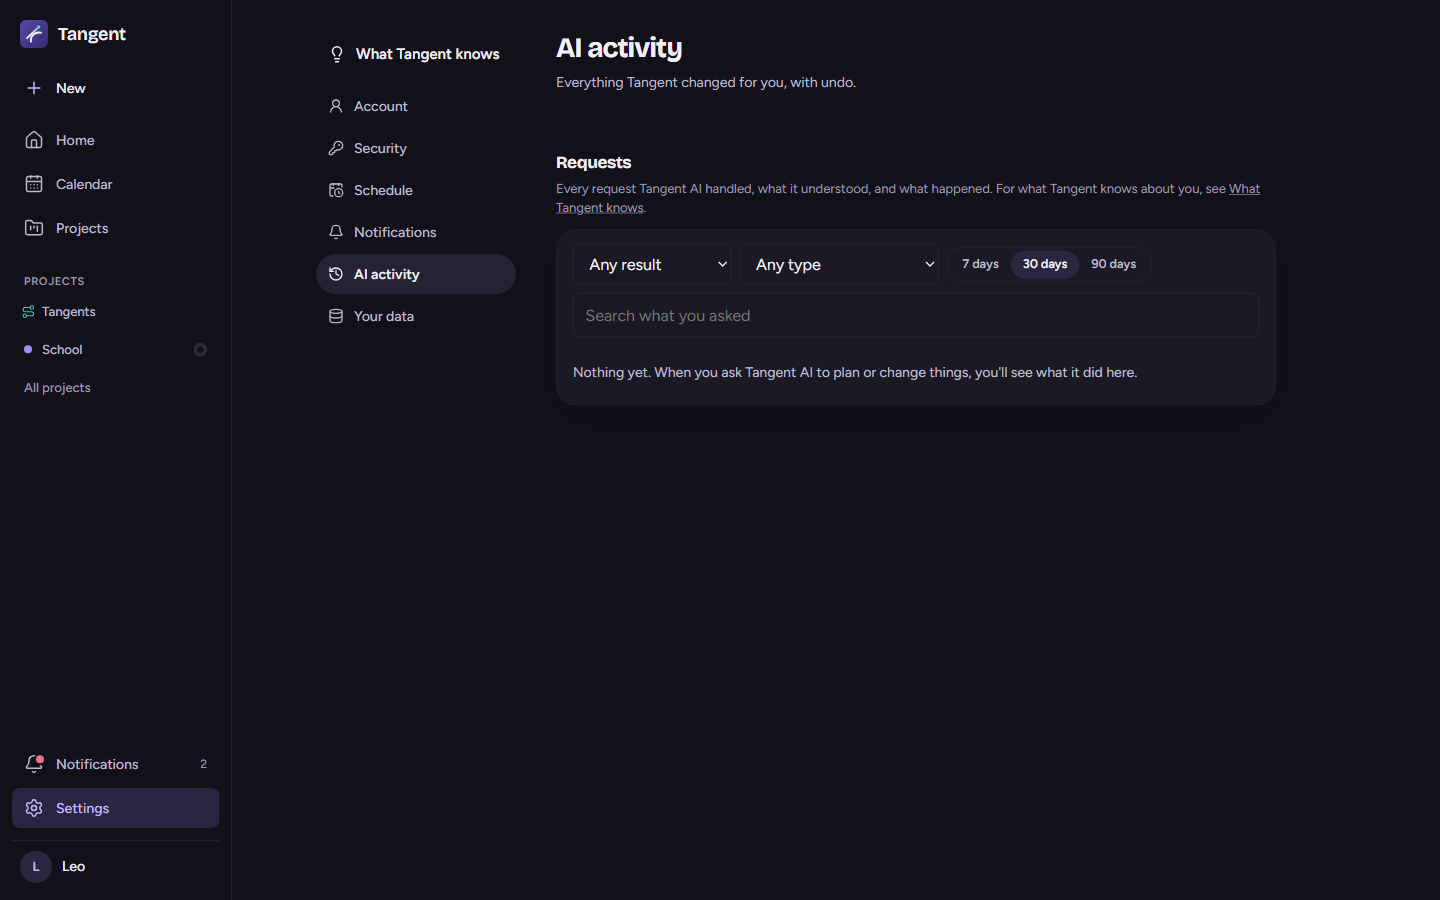 Tangent
New
Home
Calendar
Projects
PROJECTS
Tangents
School
All projects
Notifications 2
Settings
L Leo
What Tangent knows
Account
Security
Schedule
Notifications
AI activity
Your data
AI activity
Everything Tangent changed for you, with undo.
Requests
Every request Tangent AI handled, what it understood, and what happened. For what Tangent knows about you, see What
Tangent knows.
Any result Any type 7 days 30 days 90 days
Search what you asked
Nothing yet. When you ask Tangent AI to plan or change things, you'll see what it did here.